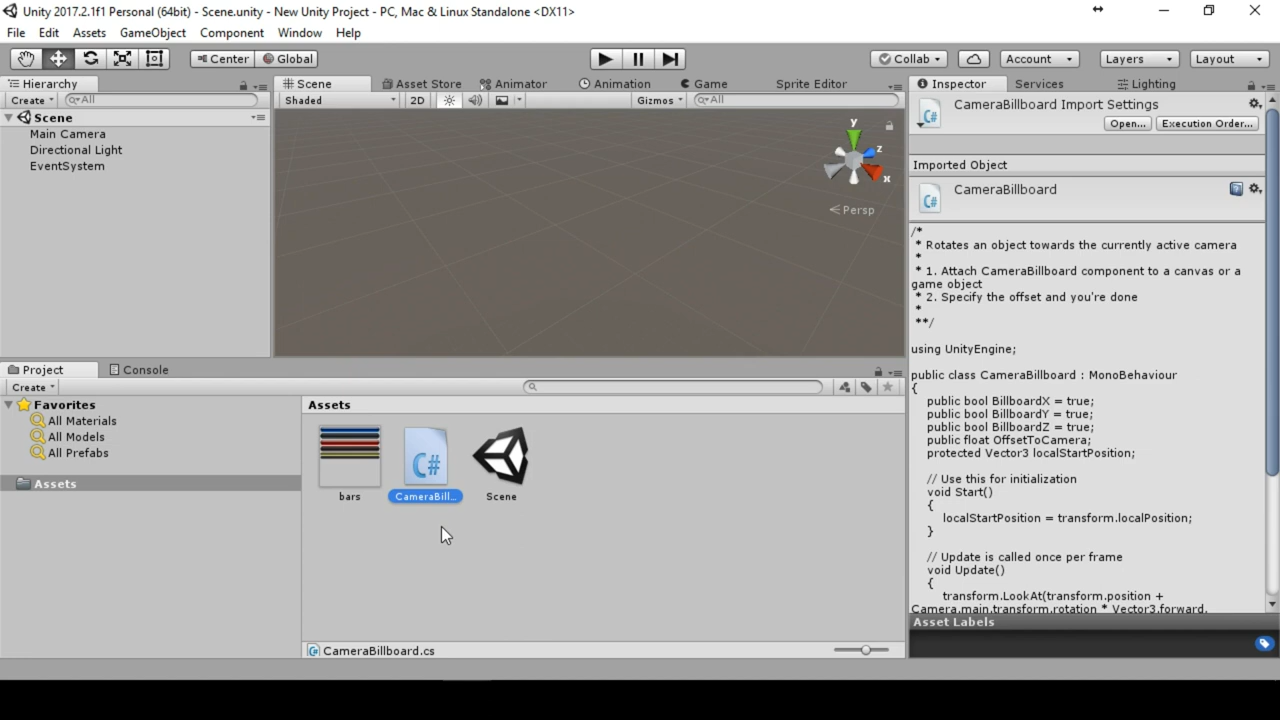 Unity 2017.2.1f1 Personal (64bit) - Scene.unity - New Unity Project - PC, Mac & Linux Standalone <DX11>
File Edit Assets GameObject Component Window Help
Center Global Collab Account Layers Layout
Hierarchy
Create All
Scene
Main Camera
Directional Light
EventSystem
Scene Asset Store Animator Animation Game Sprite Editor
Shaded 2D Gizmos All
y
z
x
Persp
Inspector Services Lighting
CameraBillboard Import Settings
Open... Execution Order...
Imported Object
CameraBillboard
/*
* Rotates an object towards the currently active camera
*
* 1. Attach CameraBillboard component to a canvas or a
game object
* 2. Specify the offset and you're done
*
**/
using UnityEngine;
public class CameraBillboard : MonoBehaviour
{
public bool BillboardX = true;
public bool BillboardY = true;
public bool BillboardZ = true;
public float OffsetToCamera;
protected Vector3 localStartPosition;
// Use this for initialization
void Start()
{
localStartPosition = transform.localPosition;
}
// Update is called once per frame
void Update()
{
transform.LookAt(transform.position +
Camera.main.transform.rotation * Vector3.forward,
Asset Labels
Project Console
Create
Favorites
All Materials
All Models
All Prefabs
Assets
Assets
C#
bars CameraBill... Scene
CameraBillboard.cs